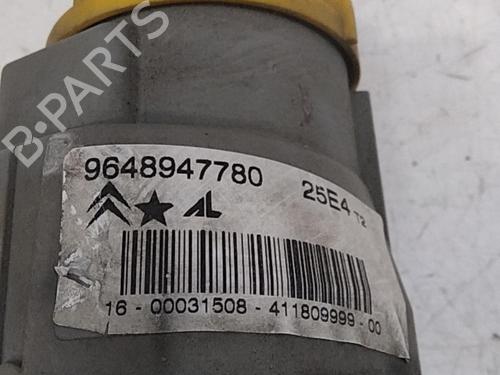 B-PARTS
9648947780 25E4 T2
AL
16 - 00031508 - 411809999 - 00